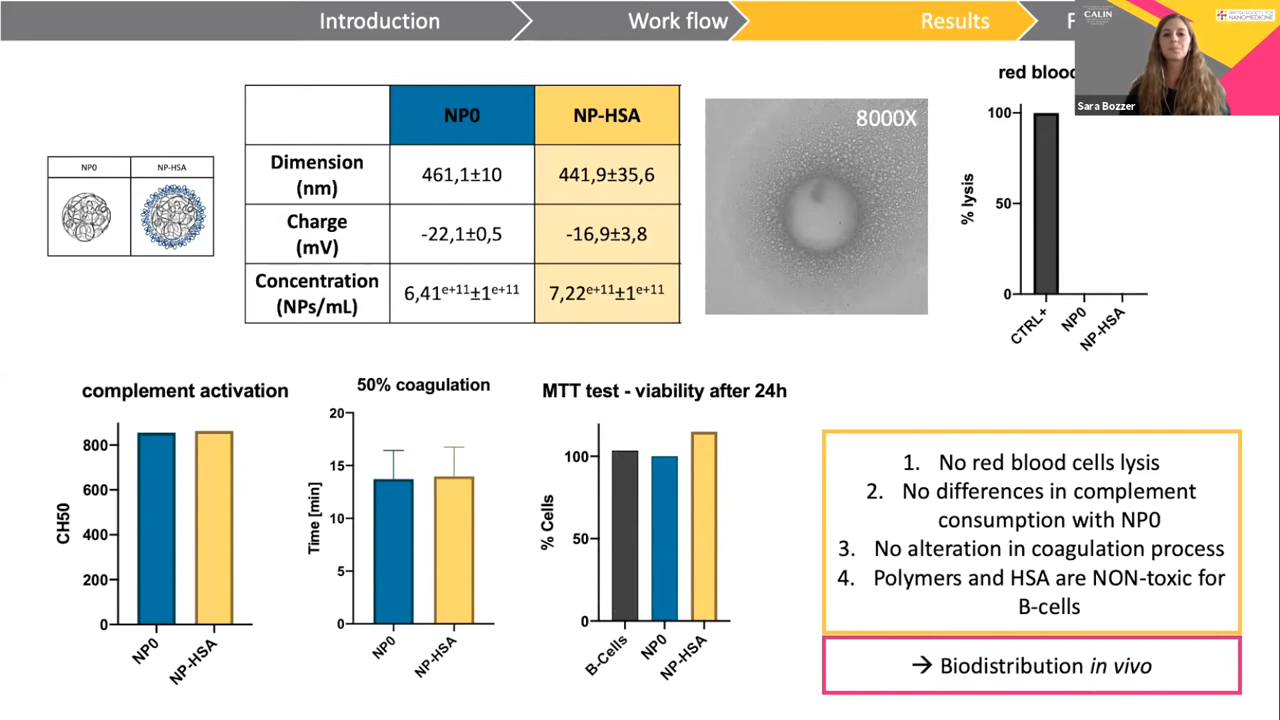 Introduction
Work flow
Results
CALIN
BRITISH SOCIETY FOR
NANOMEDICINE
Sara Bozzer
NP0
NP-HSA
NP0
NP-HSA
Dimension
(nm)
461,1±10
441,9±35,6
Charge
(mV)
-22,1±0,5
-16,9±3,8
Concentration
(NPs/mL)
6,41e+11±1e+11
7,22e+11±1e+11
8000X
red blood
% lysis
100
50
0
CTRL+
NP0
NP-HSA
complement activation
CH50
800
600
400
200
0
NP0
NP-HSA
50% coagulation
Time [min]
20
15
10
5
0
NP0
NP-HSA
MTT test - viability after 24h
% Cells
100
50
0
B-Cells
NP0
NP-HSA
1. No red blood cells lysis
2. No differences in complement
consumption with NP0
3. No alteration in coagulation process
4. Polymers and HSA are NON-toxic for
B-cells
→ Biodistribution in vivo